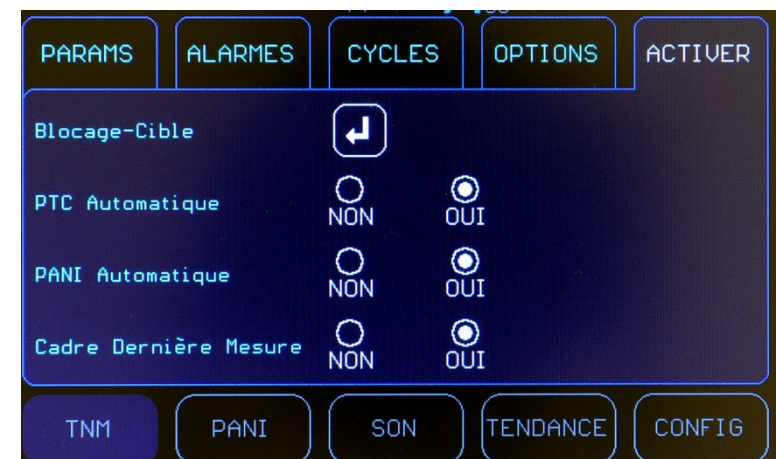 PARAMS ALARMES CYCLES OPTIONS ACTIVER
Blocage-Cible
PTC Automatique NON OUI
PANI Automatique NON OUI
Cadre Dernière Mesure NON OUI
TNM PANI SON TENDANCE CONFIG